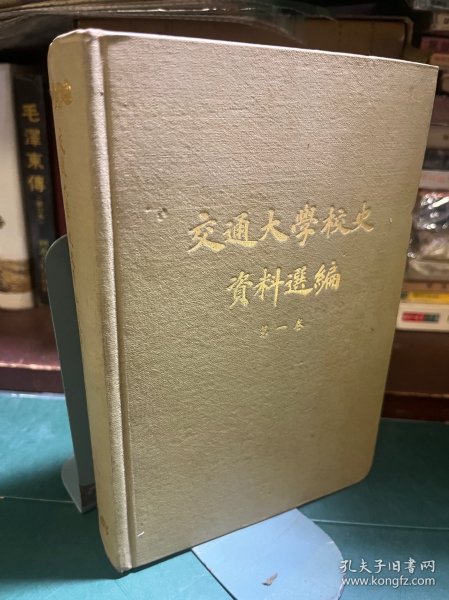 交通大學校史
資料選編
第一卷
毛澤東傳
孔夫子旧书网
www.kongfz.com